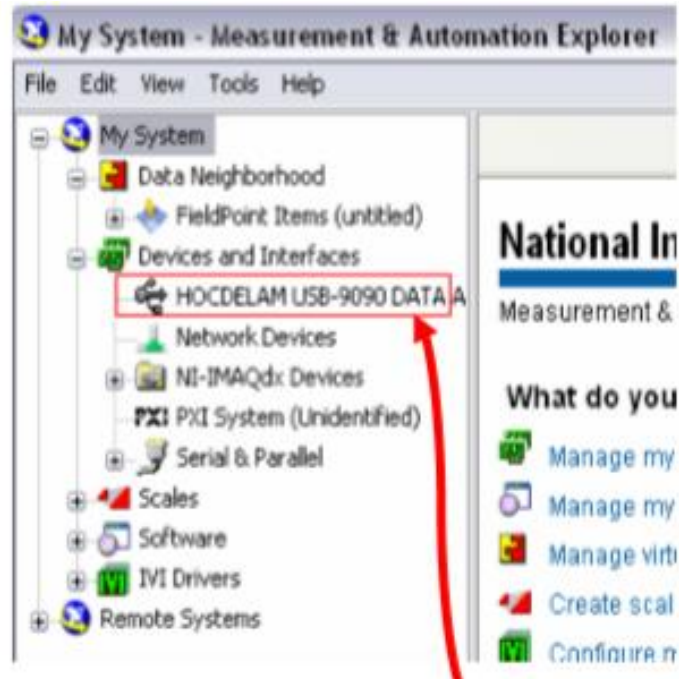 My System - Measurement & Automation Explorer
File Edit View Tools Help
My System
Data Neighborhood
FieldPoint Items (untitled)
Devices and Interfaces
HOCDELAM USB-9090 DATA A
Network Devices
NI-IMAQdx Devices
PXI PXI System (Unidentified)
Serial & Parallel
Scales
Software
IVI Drivers
Remote Systems
National In
Measurement &
What do you
Manage my
Manage my
Manage virt
Create scal
Configure m